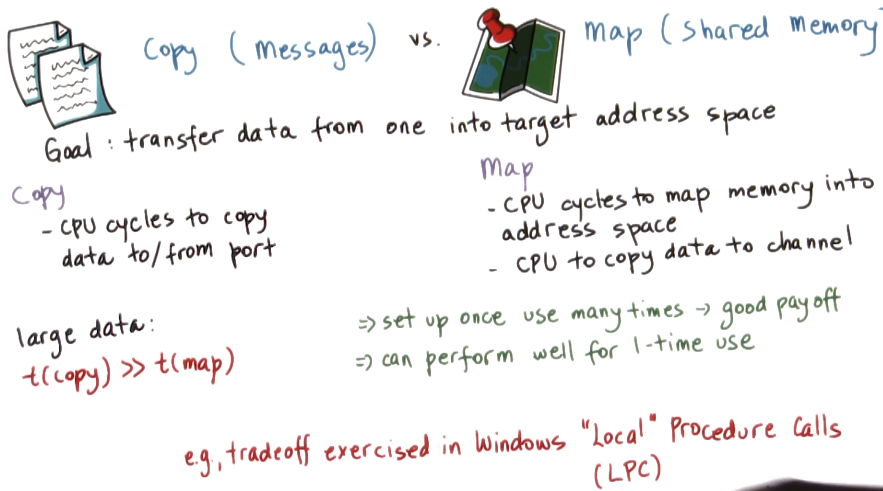 Copy (messages) vs. Map (shared memory
Goal: transfer data from one into target address space
Copy
- CPU cycles to copy
data to/from port
Map
- CPU cycles to map memory into
address space
- CPU to copy data to channel
large data:
t(copy) >> t(map)
⇒ set up once use many times → good payoff
⇒ can perform well for 1-time use
e.g., tradeoff exercised in Windows "Local" Procedure Calls
(LPC)